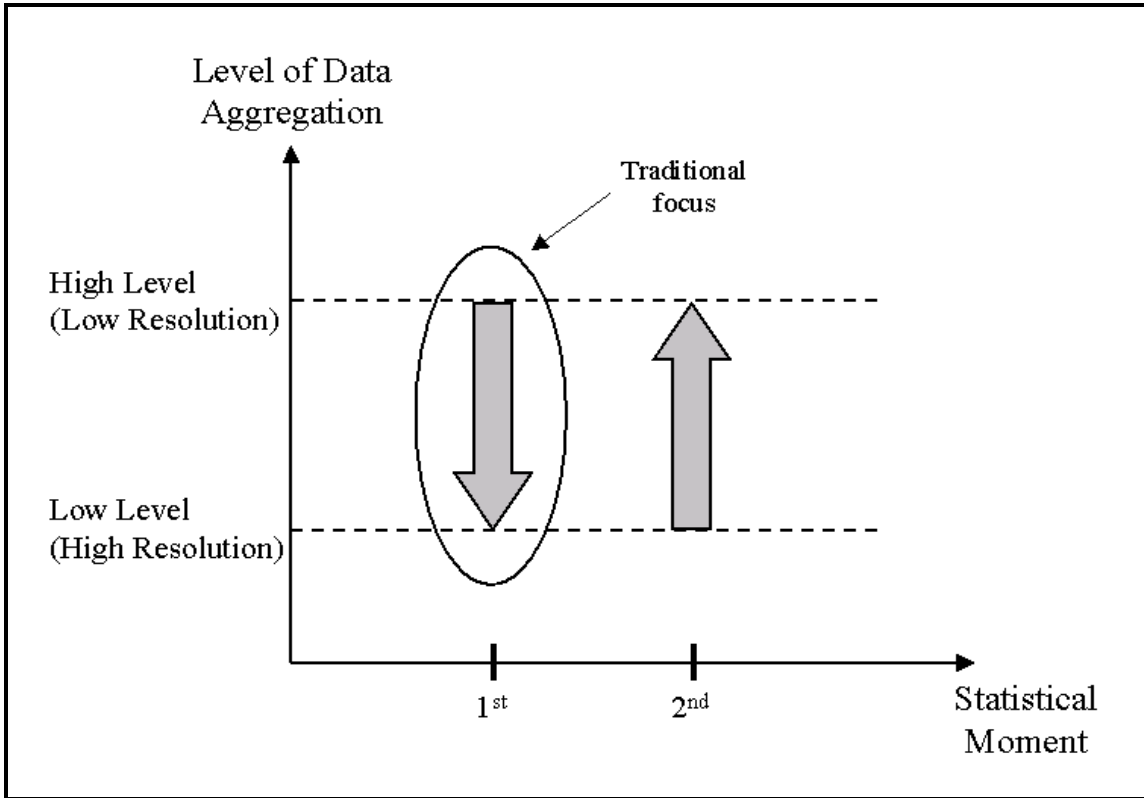 Level of Data
Aggregation
Traditional
focus
High Level
(Low Resolution)
Low Level
(High Resolution)
1st
2nd
Statistical
Moment